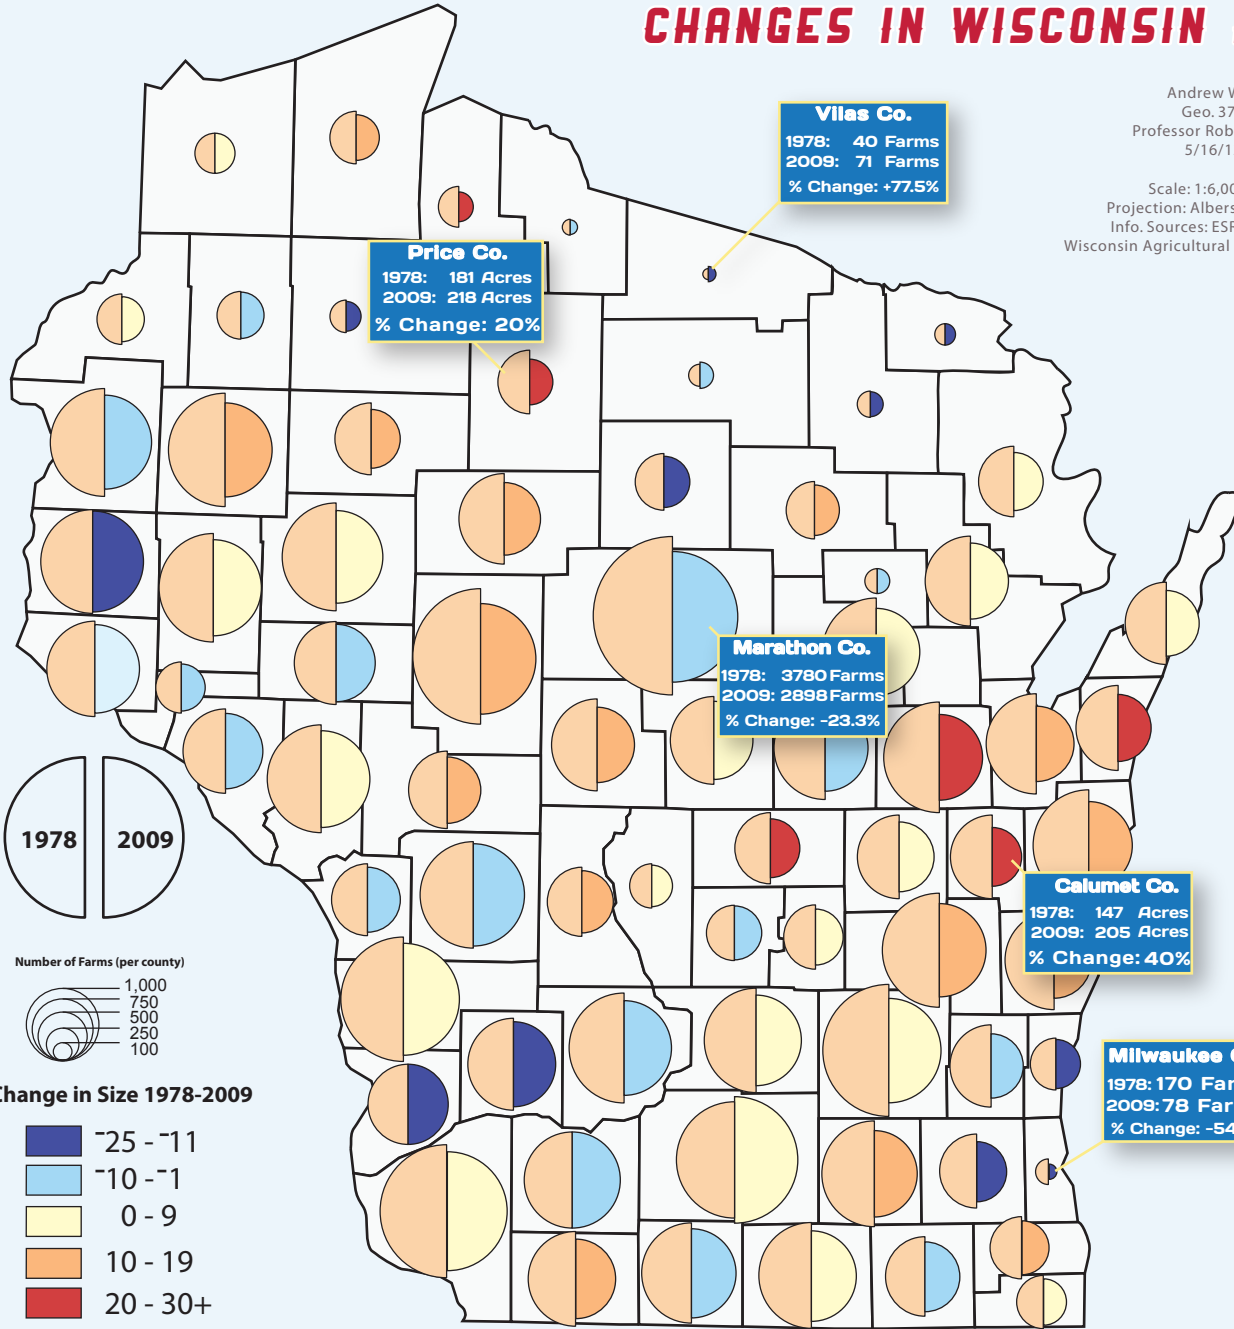 CHANGES IN WISCONSIN
Andrew
Geo. 37
Professor Rob
5/16/1
Scale: 1:6,00
Projection: Albers
Info. Sources: ESR
Wisconsin Agricultural
Vilas Co.
1978: 40 Farms
2009: 71 Farms
% Change: +77.5%
Price Co.
1978: 181 Acres
2009: 218 Acres
% Change: 20%
Marathon Co.
1978: 3780 Farms
2009: 2898 Farms
% Change: -23.3%
1978
2009
Calumet Co.
1978: 147 Acres
2009: 205 Acres
% Change: 40%
Number of Farms (per county)
1,000
750
500
250
100
Milwaukee
1978: 170 Far
2009: 78 Far
% Change: -54
Change in Size 1978-2009
-25 - -11
-10 - -1
0 - 9
10 - 19
20 - 30+